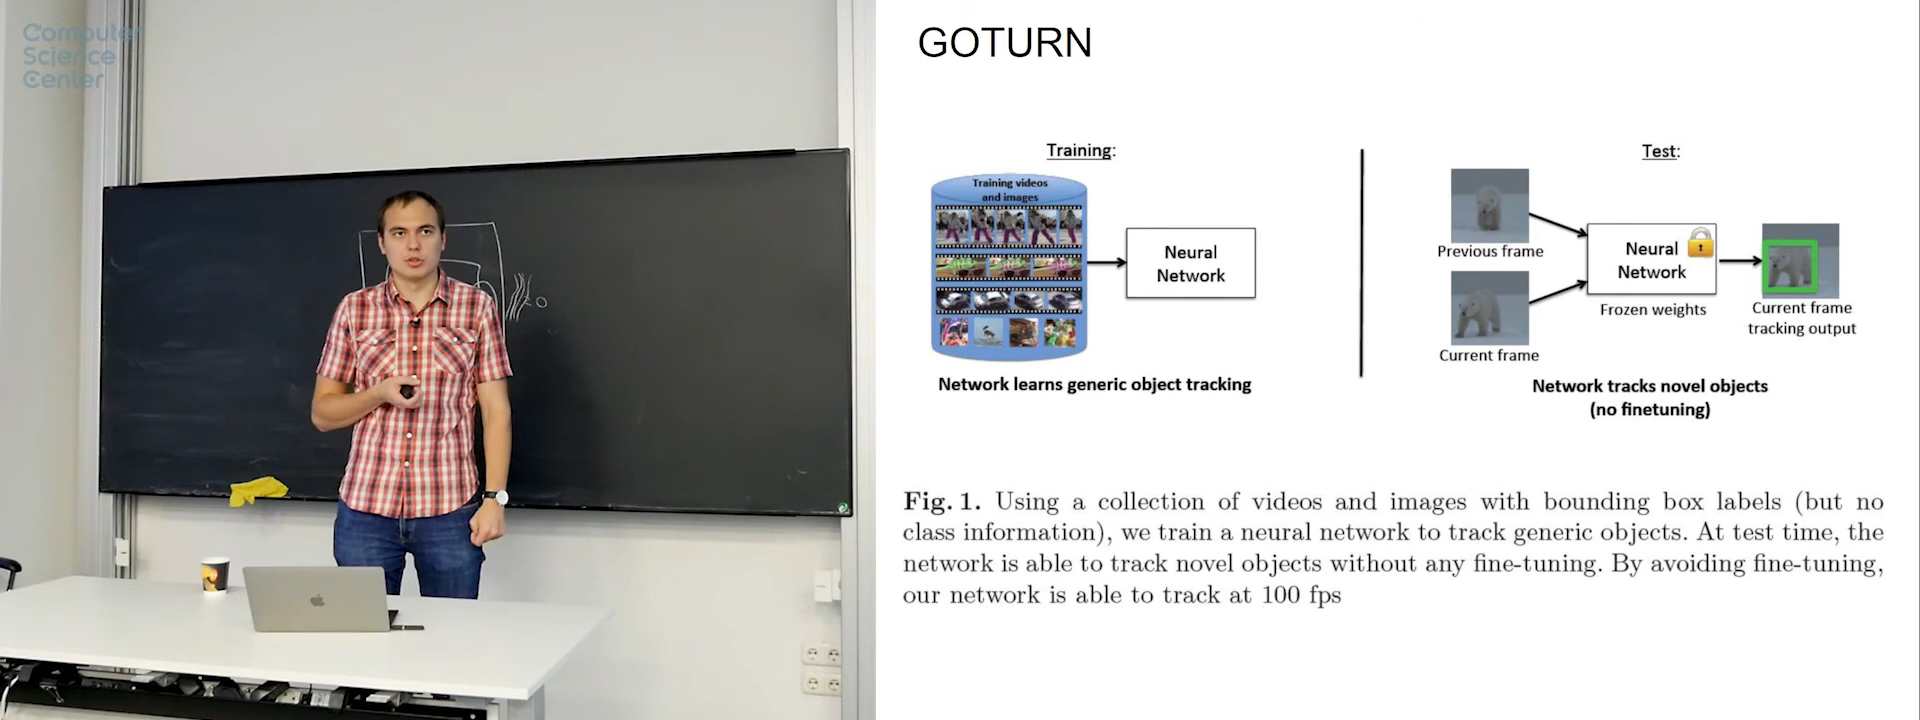 Computer
Science
Center
GOTURN
Training:
Training videos
and images
Neural
Network
Network learns generic object tracking
Test:
Previous frame
Current frame
Neural
Network
Frozen weights
Current frame
tracking output
Network tracks novel objects
(no finetuning)
Fig. 1. Using a collection of videos and images with bounding box labels (but no
class information), we train a neural network to track generic objects. At test time, the
network is able to track novel objects without any fine-tuning. By avoiding fine-tuning,
our network is able to track at 100 fps